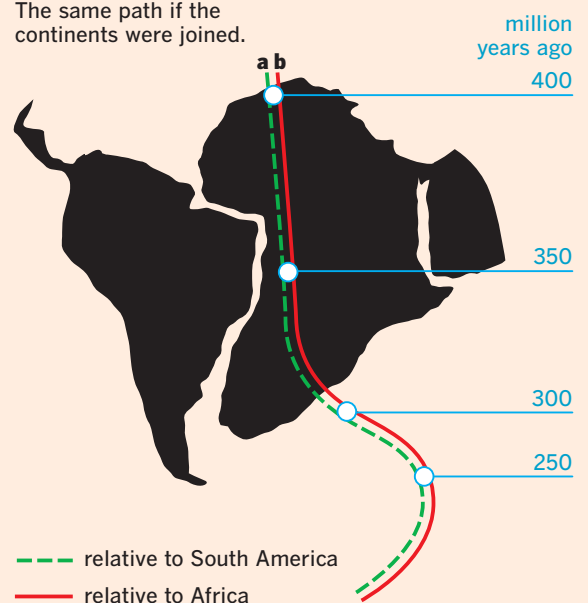 The same path if the
continents were joined.
million
years ago
a b
400
350
300
250
relative to South America
relative to Africa